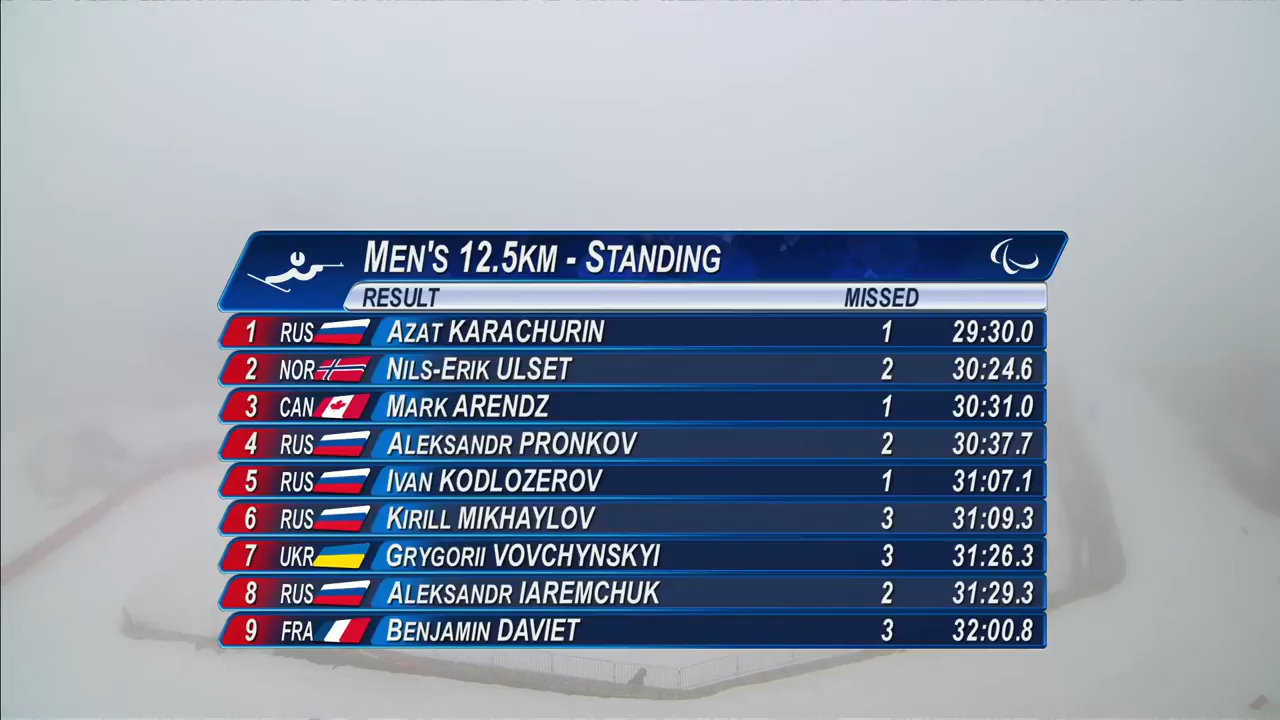 MEN'S 12.5KM - STANDING
RESULT MISSED
1 RUS AZAT KARACHURIN 1 29:30.0
2 NOR NILS-ERIK ULSET 2 30:24.6
3 CAN MARK ARENDZ 1 30:31.0
4 RUS ALEKSANDR PRONKOV 2 30:37.7
5 RUS IVAN KODLOZEROV 1 31:07.1
6 RUS KIRILL MIKHAYLOV 3 31:09.3
7 UKR GRYGORII VOVCHYNSKYI 3 31:26.3
8 RUS ALEKSANDR IAREMCHUK 2 31:29.3
9 FRA BENJAMIN DAVIET 3 32:00.8